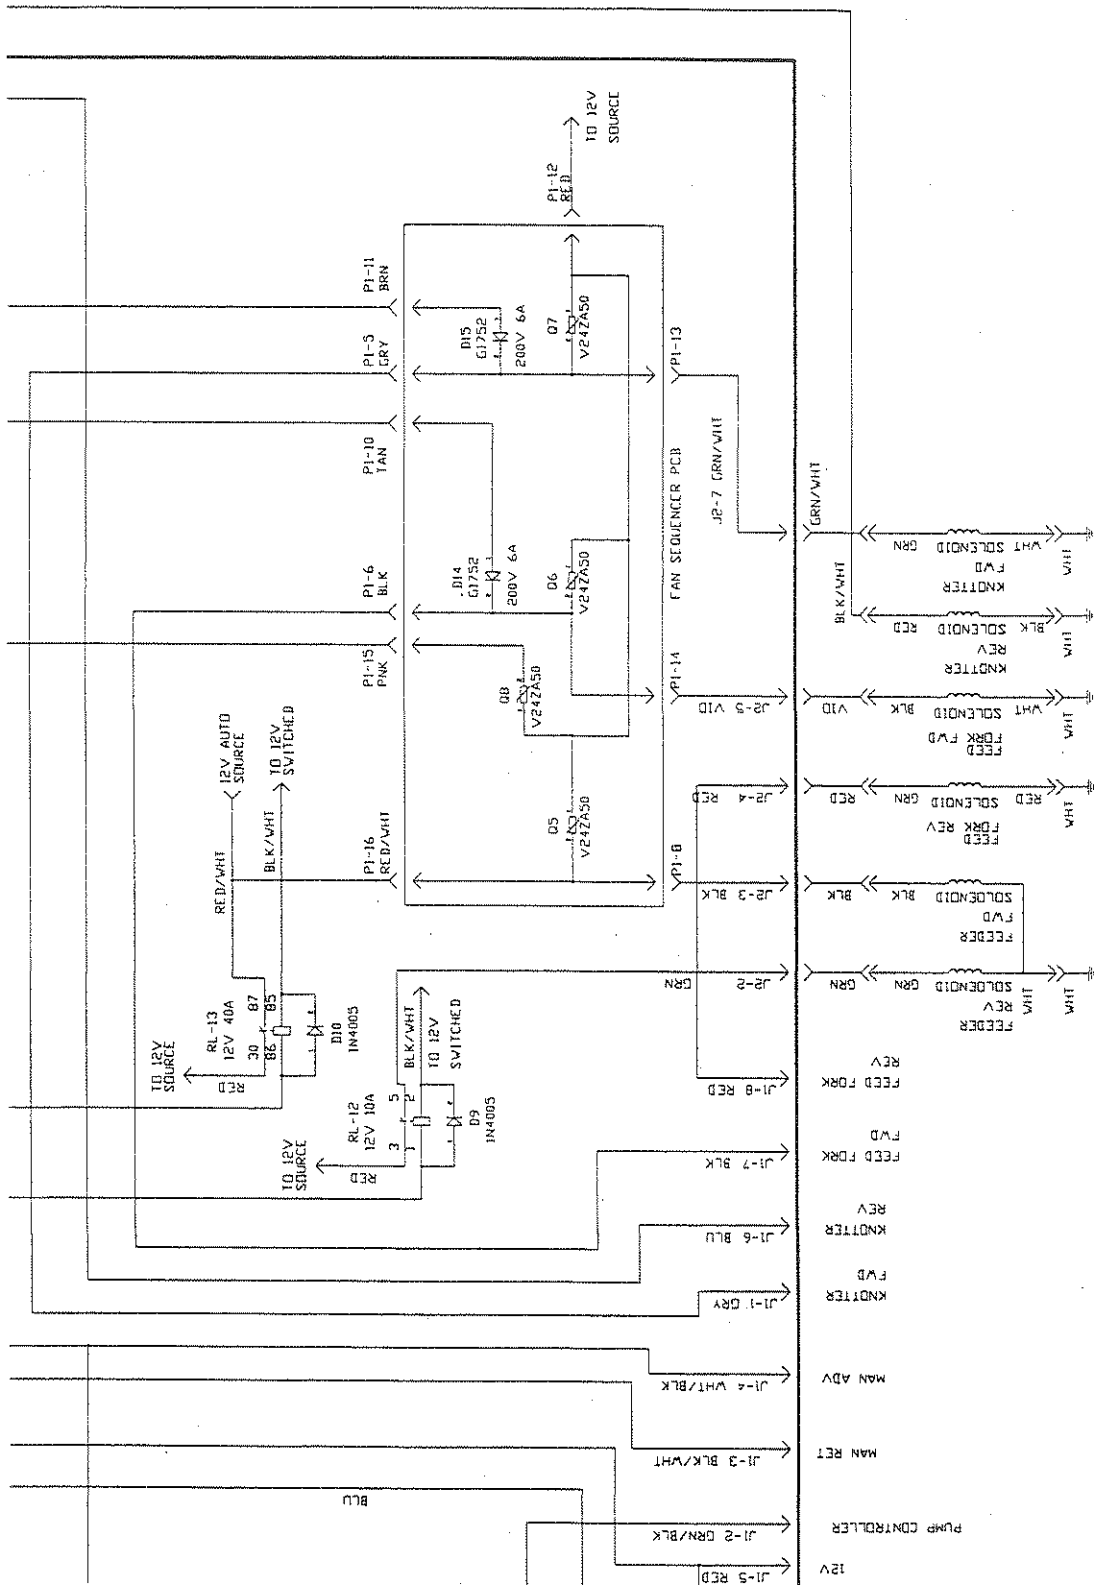 TO 12V
SOURCE
P1-12
RED
P1-11
BRN
P1-5
GRY
D15
G1752
200V 6A
Q7
V24ZA50
P1-13
P1-10
TAN
FAN SEQUENCER PCB
J2-7 GRN/WHT
GRN/WHT
P1-6
BLK
D14
G1752
200V 6A
Q6
V24ZA50
GRN
SOLENOID
WHT
WHT
FWD
KNOTTER
BLK/WHT
RED
SOLENOID
BLK
WHT
REV
KNOTTER
P1-15
PNK
Q8
V24ZA50
P1-14
J2-5 VIO
VIO
BLK
SOLENOID
WHT
WHT
FORK FWD
FEED
12V AUTO
SOURCE
TO 12V
SWITCHED
J2-4 RED
RED
GRN
SOLENOID
RED
WHT
FORK REV
FEED
RED/WHT
BLK/WHT
P1-16
RED/WHT
Q5
V24ZA50
P1-8
J2-3 BLK
BLK
BLK
SOLDENOID
FWD
FEEDER
GRN
J2-2
GRN
GRN
SOLDENOID
WHT
WHT
REV
FEEDER
RL-13
12V 40A
30
87
86
85
D10
1N4005
TO 12V
SOURCE
RED
BLK/WHT
TO 12V
SWITCHED
RL-12
12V 10A
3
5
1
2
D9
1N4005
TO 12V
SOURCE
RED
J1-8 RED
FEED FORK
REV
J1-7 BLK
FEED FORK
FWD
J1-6 BLU
KNOTTER
REV
J1-1 GRY
KNOTTER
FWD
J1-4 WHT/BLK
MAN ADV
J1-3 BLK/WHT
MAN RET
BLU
J1-2 GRN/BLK
PUMP CONTROLLER
J1-5 RED
12V